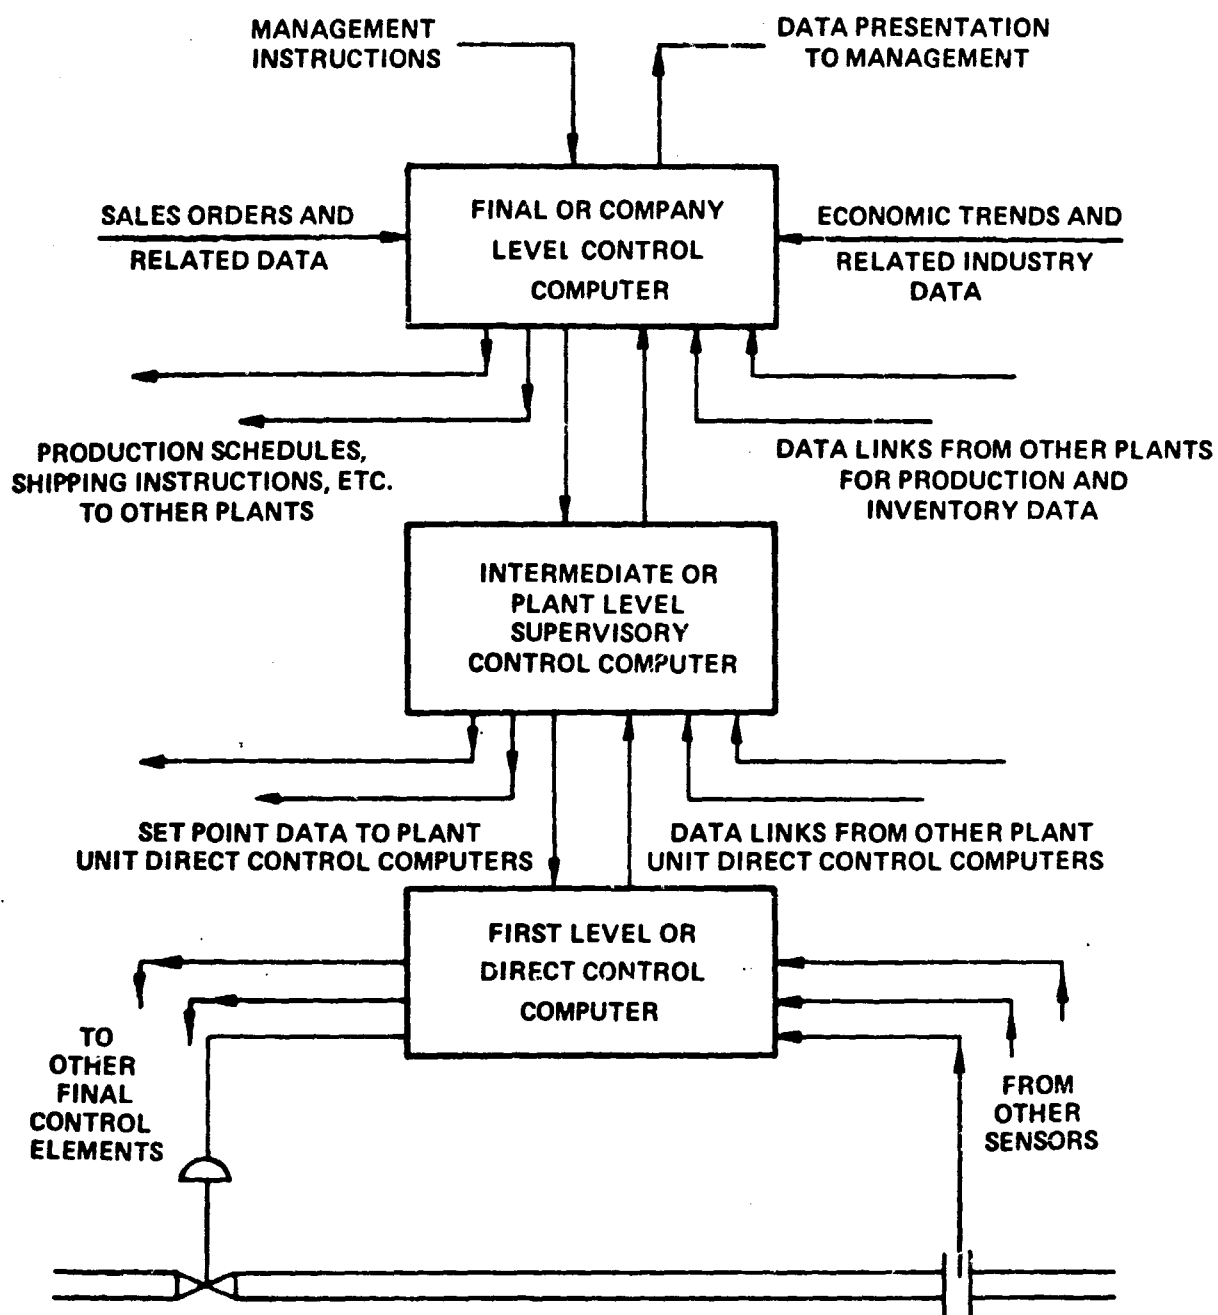 MANAGEMENT
INSTRUCTIONS
DATA PRESENTATION
TO MANAGEMENT
SALES ORDERS AND
RELATED DATA
FINAL OR COMPANY
LEVEL CONTROL
COMPUTER
ECONOMIC TRENDS AND
RELATED INDUSTRY
DATA
PRODUCTION SCHEDULES,
SHIPPING INSTRUCTIONS, ETC.
TO OTHER PLANTS
DATA LINKS FROM OTHER PLANTS
FOR PRODUCTION AND
INVENTORY DATA
INTERMEDIATE OR
PLANT LEVEL
SUPERVISORY
CONTROL COMPUTER
SET POINT DATA TO PLANT
UNIT DIRECT CONTROL COMPUTERS
DATA LINKS FROM OTHER PLANT
UNIT DIRECT CONTROL COMPUTERS
FIRST LEVEL OR
DIRECT CONTROL
COMPUTER
TO
OTHER
FINAL
CONTROL
ELEMENTS
FROM
OTHER
SENSORS